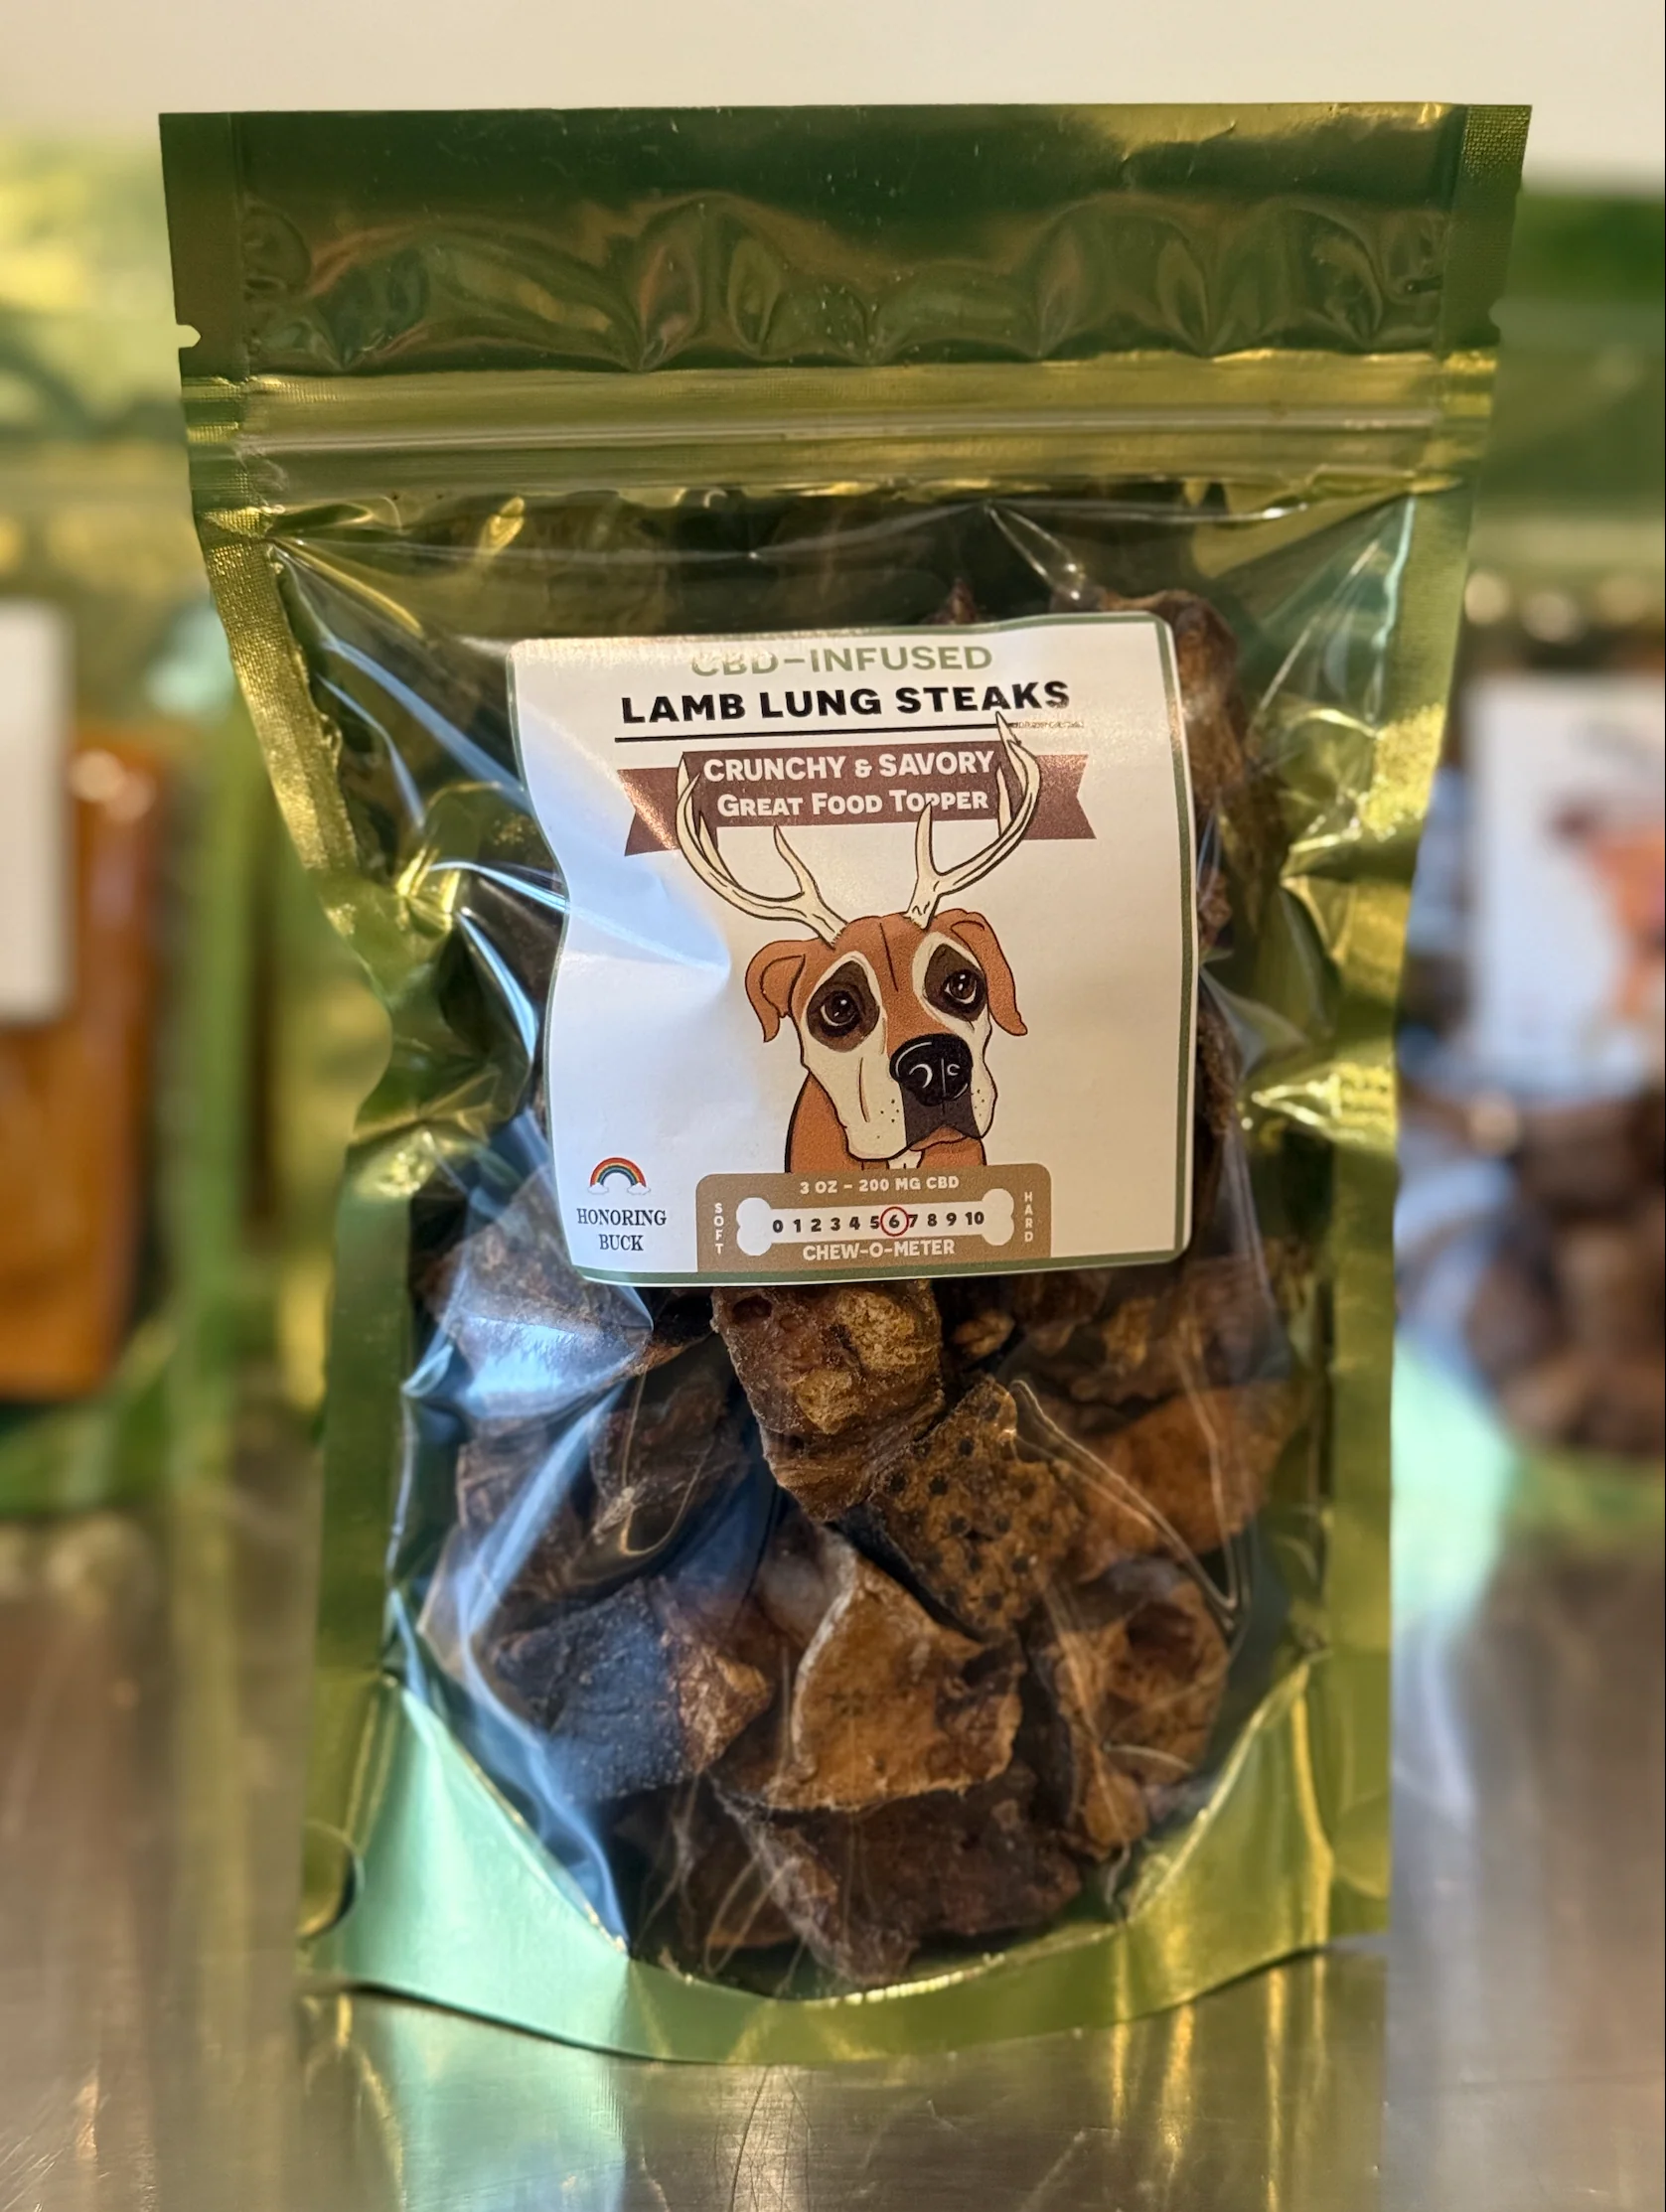 CBD-INFUSED
LAMB LUNG STEAKS
CRUNCHY & SAVORY
GREAT FOOD TOPPER
HONORING
BUCK
3 OZ - 200 MG CBD
SOFT
0 1 2 3 4 5 6 7 8 9 10
HARD
CHEW-O-METER